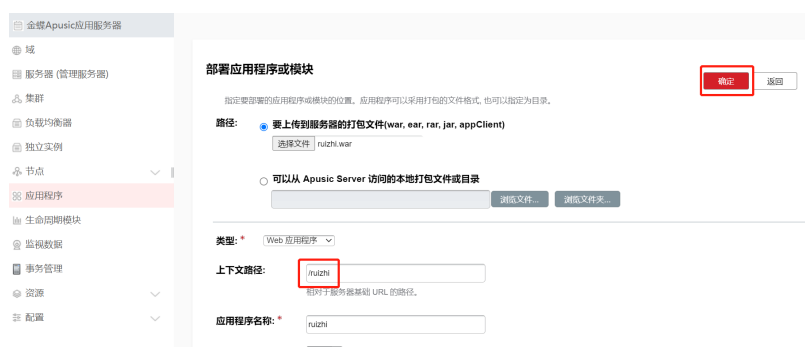 金蝶Apusic应用服务器
域
服务器 (管理服务器)
集群
负载均衡器
独立实例
节点
应用程序
生命周期模块
监视数据
事务管理
资源
配置
部署应用程序或模块
确定
返回
指定要部署的应用程序或模块的位置。应用程序可以采用打包的文件格式, 也可以指定为目录。
路径:
要上传到服务器的打包文件(war, ear, rar, jar, appClient)
选择文件 ruizhi.war
可以从 Apusic Server 访问的本地打包文件或目录
浏览文件... 浏览文件夹...
类型: * Web 应用程序
上下文路径: /ruizhi
相对于服务器基础 URL 的路径。
应用程序名称: * ruizhi